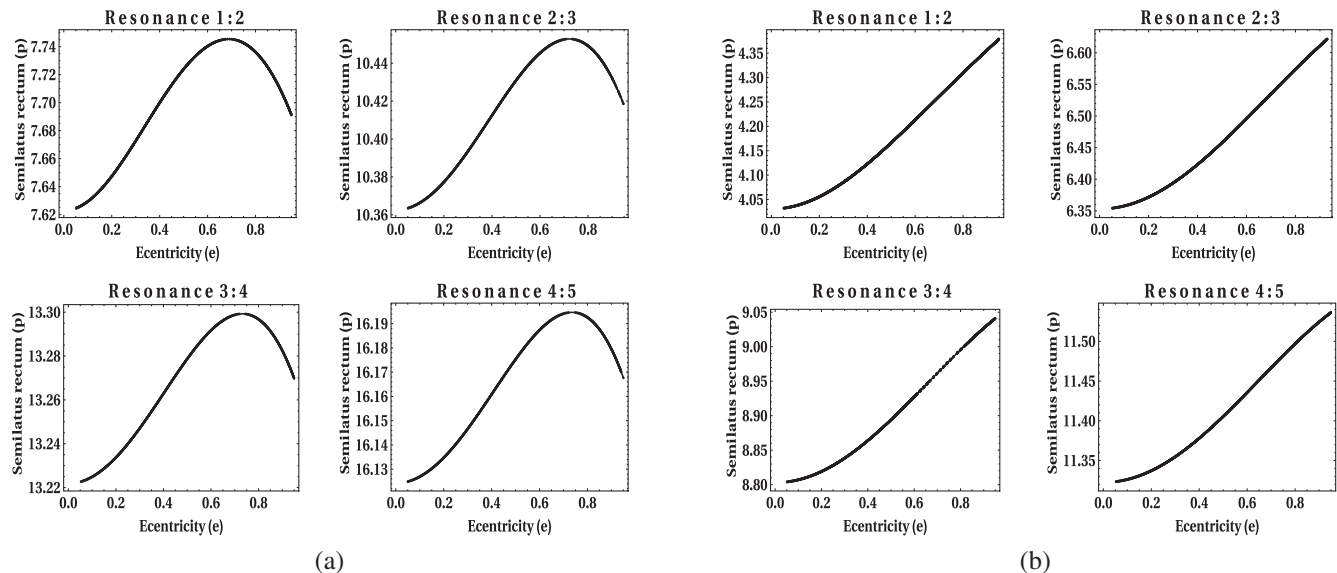 Resonance 1:2
Semilatus rectum (p)
7.74
7.72
7.70
7.68
7.66
7.64
7.62
0.0 0.2 0.4 0.6 0.8
Ecentricity (e)
Resonance 2:3
Semilatus rectum (p)
10.44
10.42
10.40
10.38
10.36
0.0 0.2 0.4 0.6 0.8
Ecentricity (e)
Resonance 3:4
Semilatus rectum (p)
13.30
13.28
13.26
13.24
13.22
0.0 0.2 0.4 0.6 0.8
Ecentricity (e)
Resonance 4:5
Semilatus rectum (p)
16.19
16.18
16.17
16.16
16.15
16.14
16.13
0.0 0.2 0.4 0.6 0.8
Ecentricity (e)
(a)
Resonance 1:2
Semilatus rectum (p)
4.35
4.30
4.25
4.20
4.15
4.10
4.05
0.0 0.2 0.4 0.6 0.8
Ecentricity (e)
Resonance 2:3
Semilatus rectum (p)
6.60
6.55
6.50
6.45
6.40
6.35
0.0 0.2 0.4 0.6 0.8
Ecentricity (e)
Resonance 3:4
Semilatus rectum (p)
9.05
9.00
8.95
8.90
8.85
8.80
0.0 0.2 0.4 0.6 0.8
Ecentricity (e)
Resonance 4:5
Semilatus rectum (p)
11.50
11.45
11.40
11.35
0.0 0.2 0.4 0.6 0.8
Ecentricity (e)
(b)